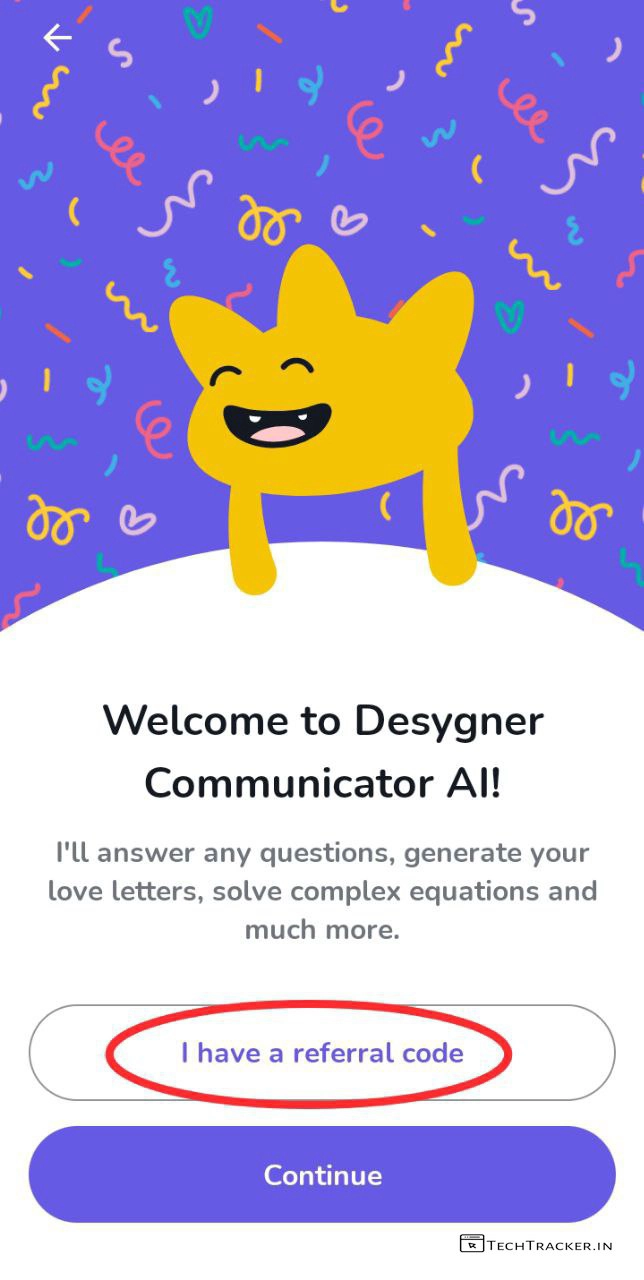 Welcome to Desygner
Communicator AI!
I'll answer any questions, generate your
love letters, solve complex equations and
much more.
I have a referral code
Continue
TECHTRACKER.IN